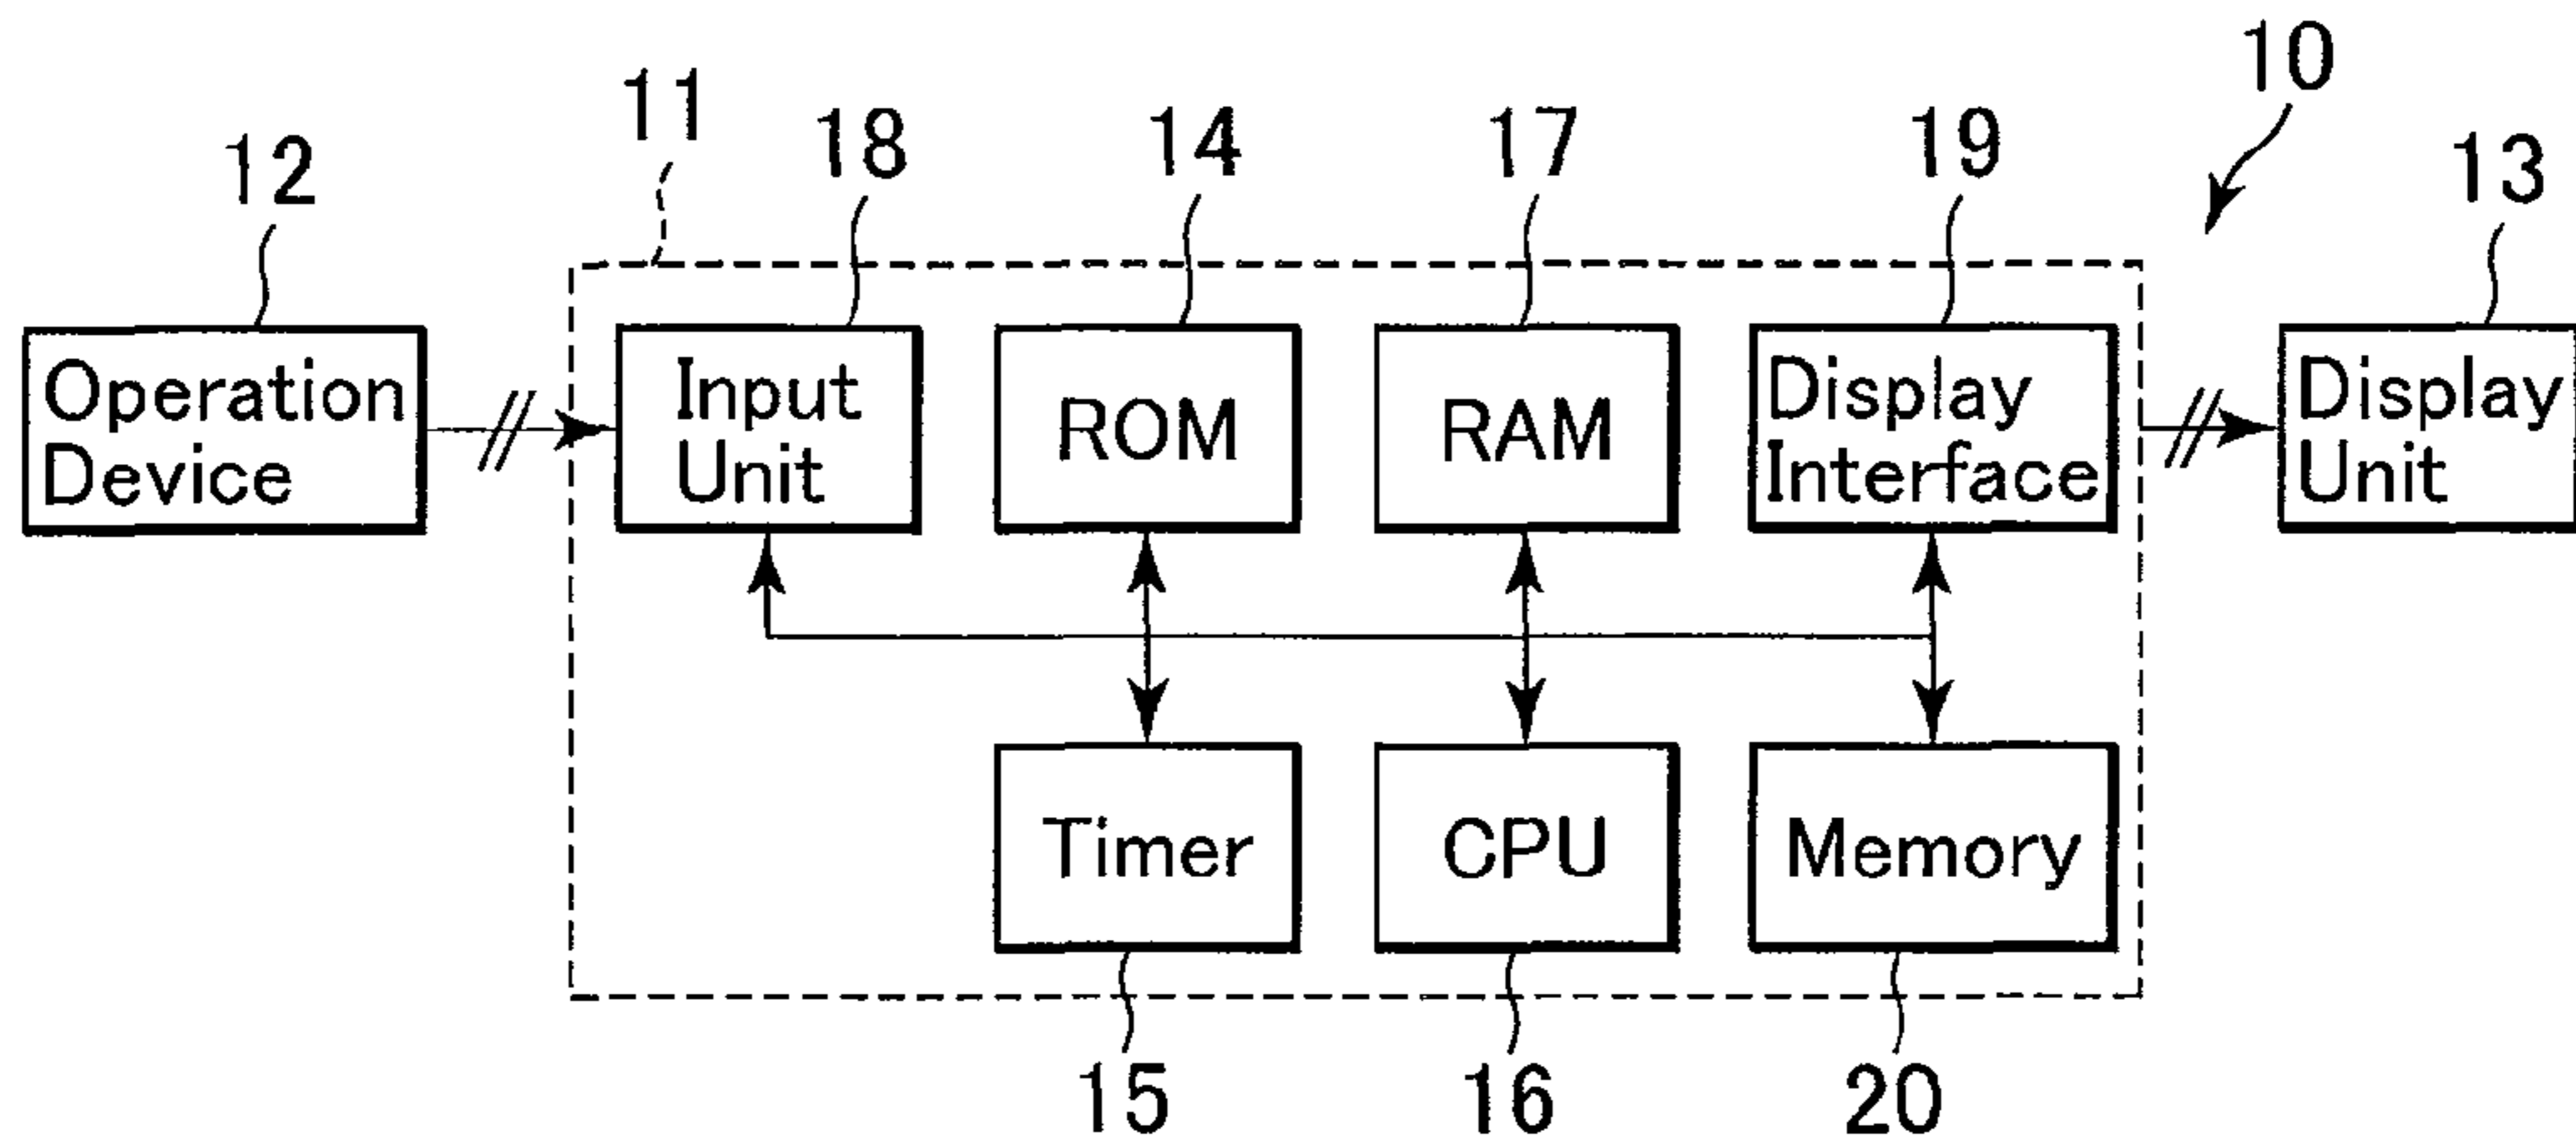 10
11
12
18
14
17
19
13
Operation
Device
Input
Unit
ROM
RAM
Display
Interface
Display
Unit
Timer
CPU
Memory
15
16
20